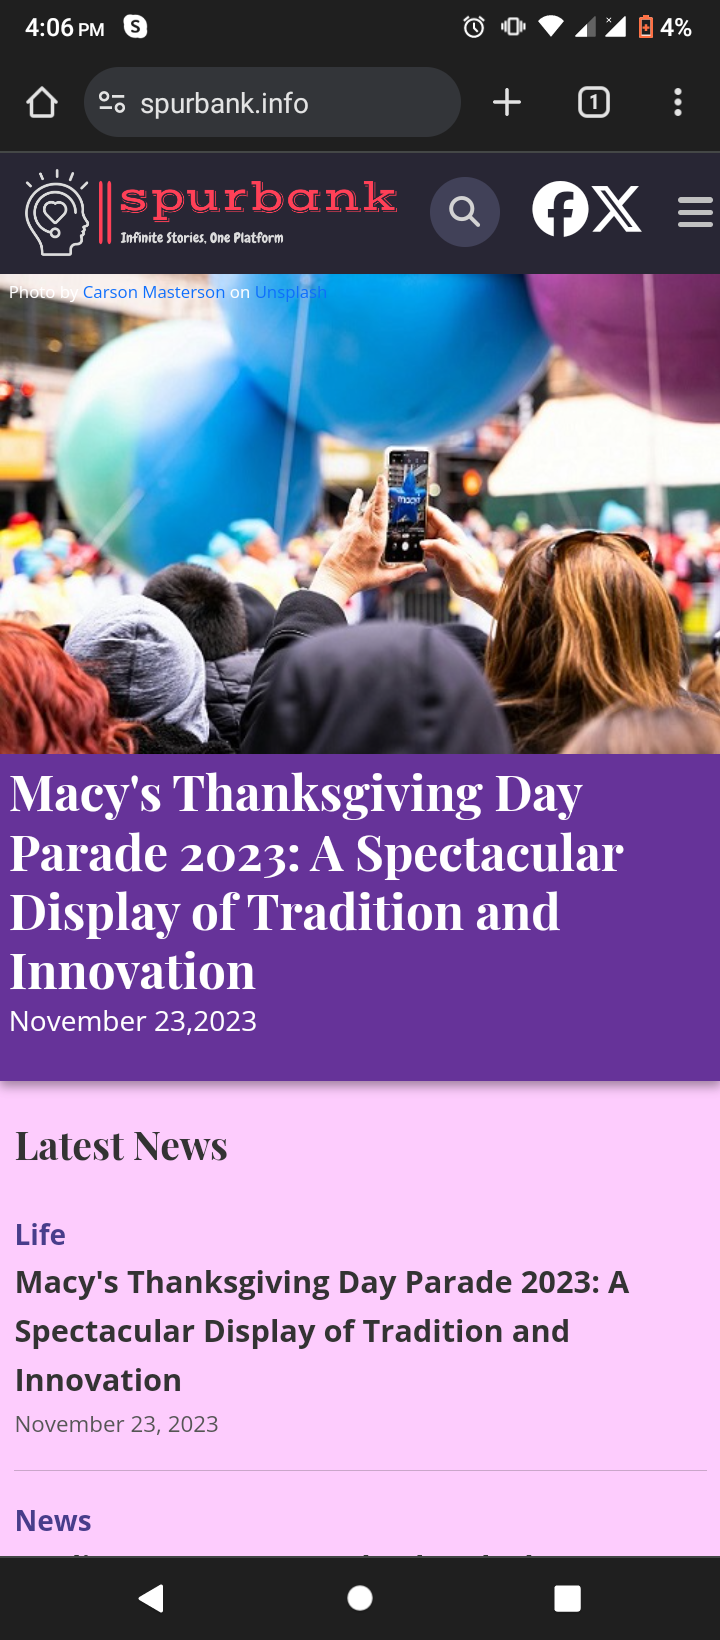 4:06 PM S 4%
spurbank.info 1
spurbank
Infinite Stories, One Platform
Photo by Carson Masterson on Unsplash
macys
Macy's Thanksgiving Day
Parade 2023: A Spectacular
Display of Tradition and
Innovation
November 23,2023
Latest News
Life
Macy's Thanksgiving Day Parade 2023: A
Spectacular Display of Tradition and
Innovation
November 23, 2023
News